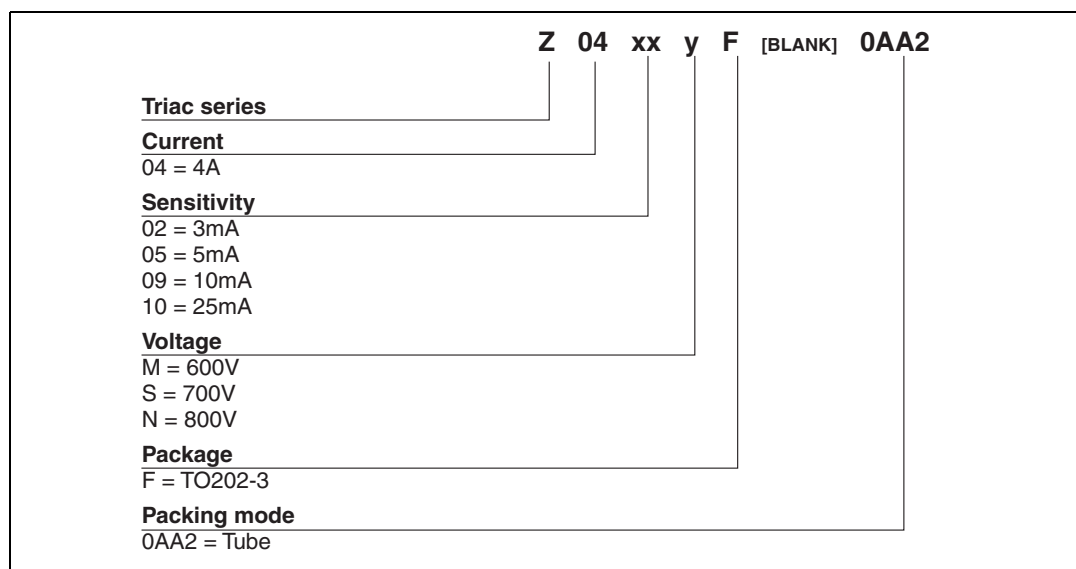 Z 04 xx y F [BLANK] 0AA2
Triac series
Current
04 = 4A
Sensitivity
02 = 3mA
05 = 5mA
09 = 10mA
10 = 25mA
Voltage
M = 600V
S = 700V
N = 800V
Package
F = TO202-3
Packing mode
0AA2 = Tube